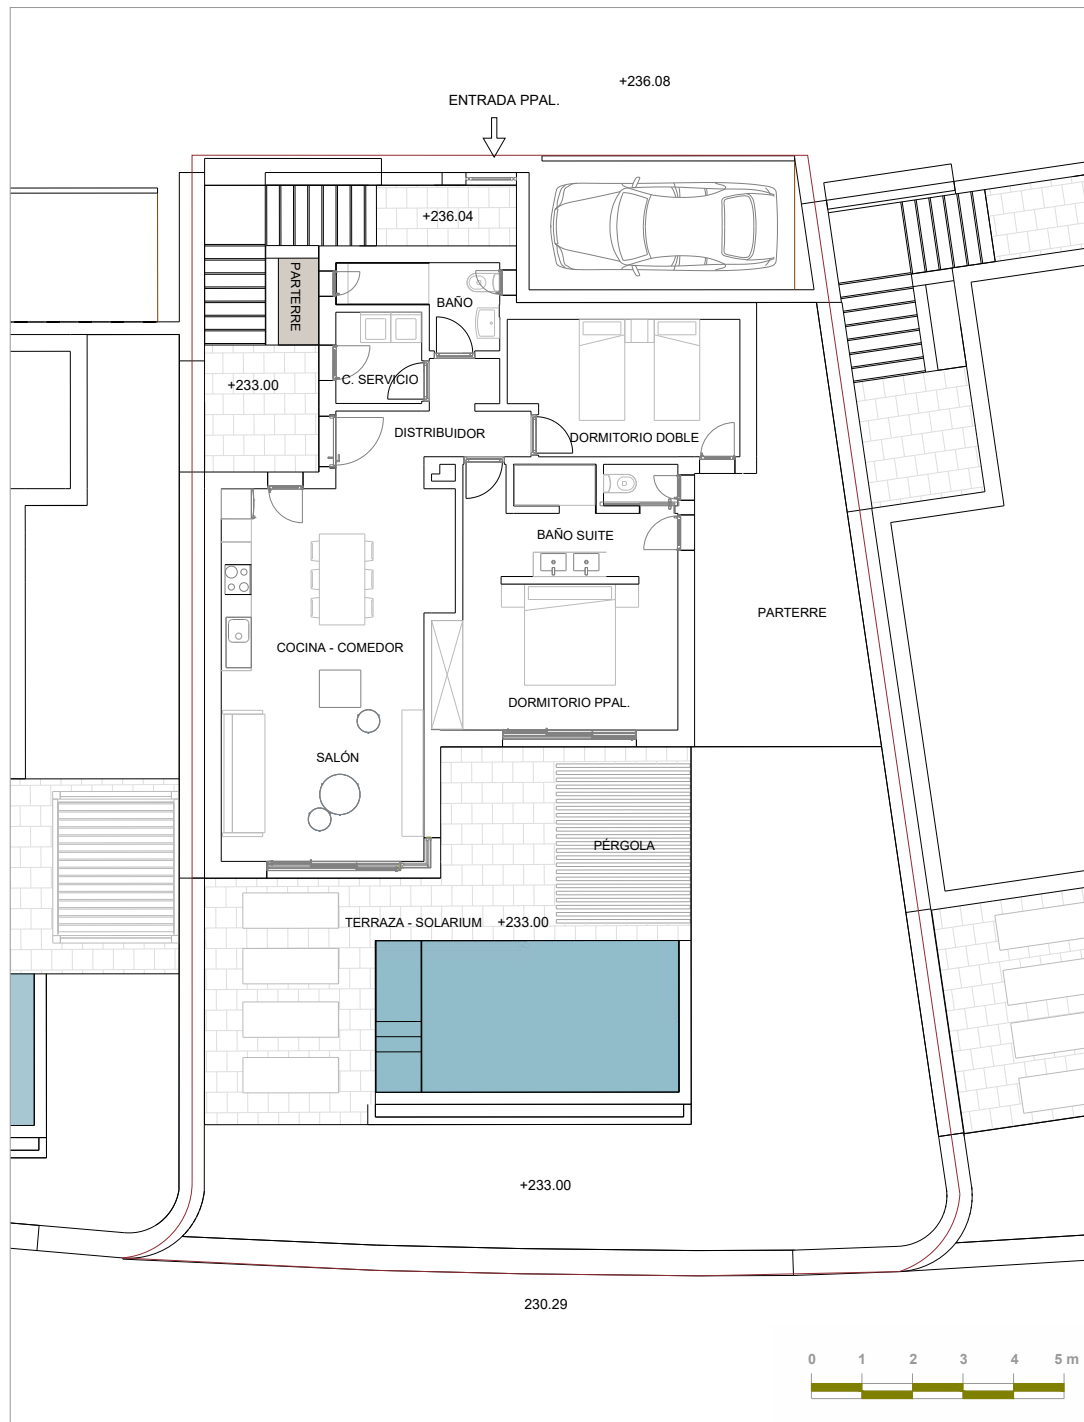 +236.08
ENTRADA PPAL.
+236.04
PARTERRE
BAÑO
C. SERVICIO
+233.00
DISTRIBUIDOR
DORMITORIO DOBLE
BAÑO SUITE
PARTERRE
COCINA - COMEDOR
DORMITORIO PPAL.
SALÓN
PÉRGOLA
TERRAZA - SOLARIUM +233.00
+233.00
230.29
0 1 2 3 4 5 m